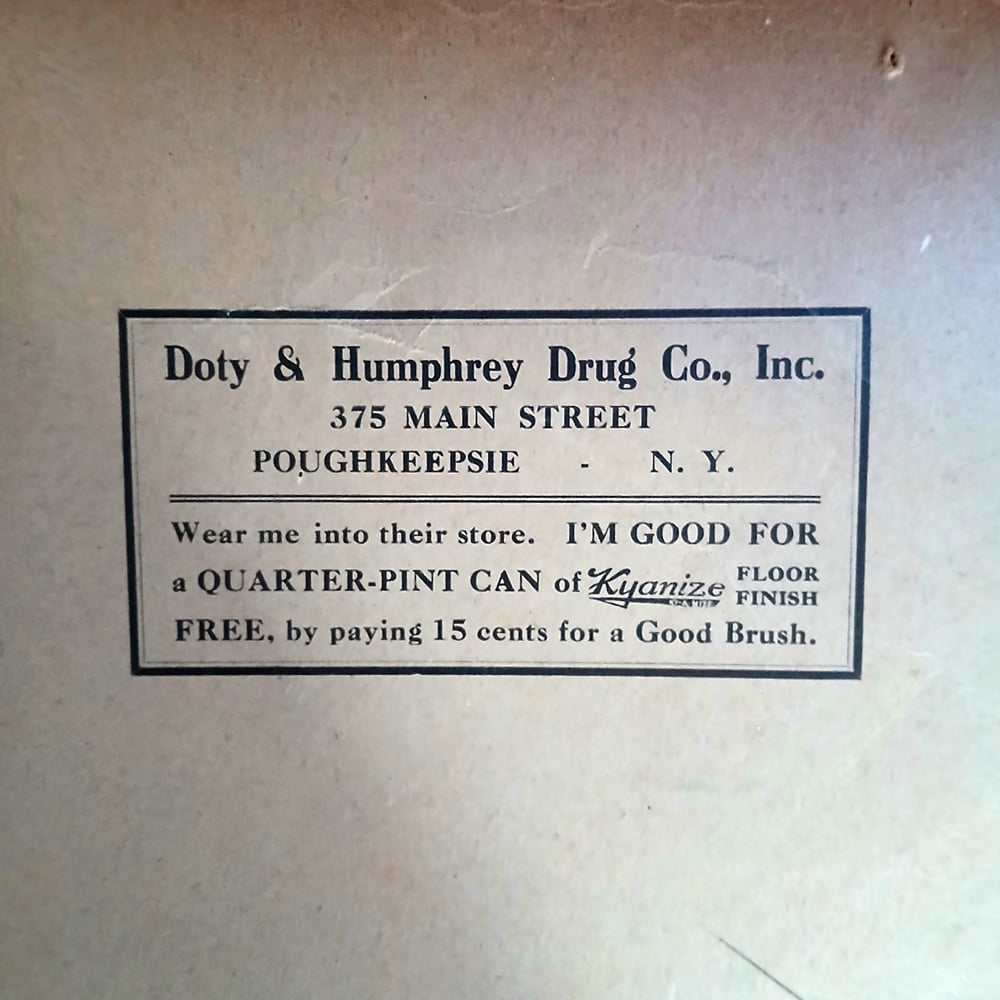 Doty & Humphrey Drug Co., Inc.
375 MAIN STREET
POUGHKEEPSIE - N. Y.
Wear me into their store. I'M GOOD FOR
a QUARTER-PINT CAN of Kyanize FLOOR FINISH
FREE, by paying 15 cents for a Good Brush.